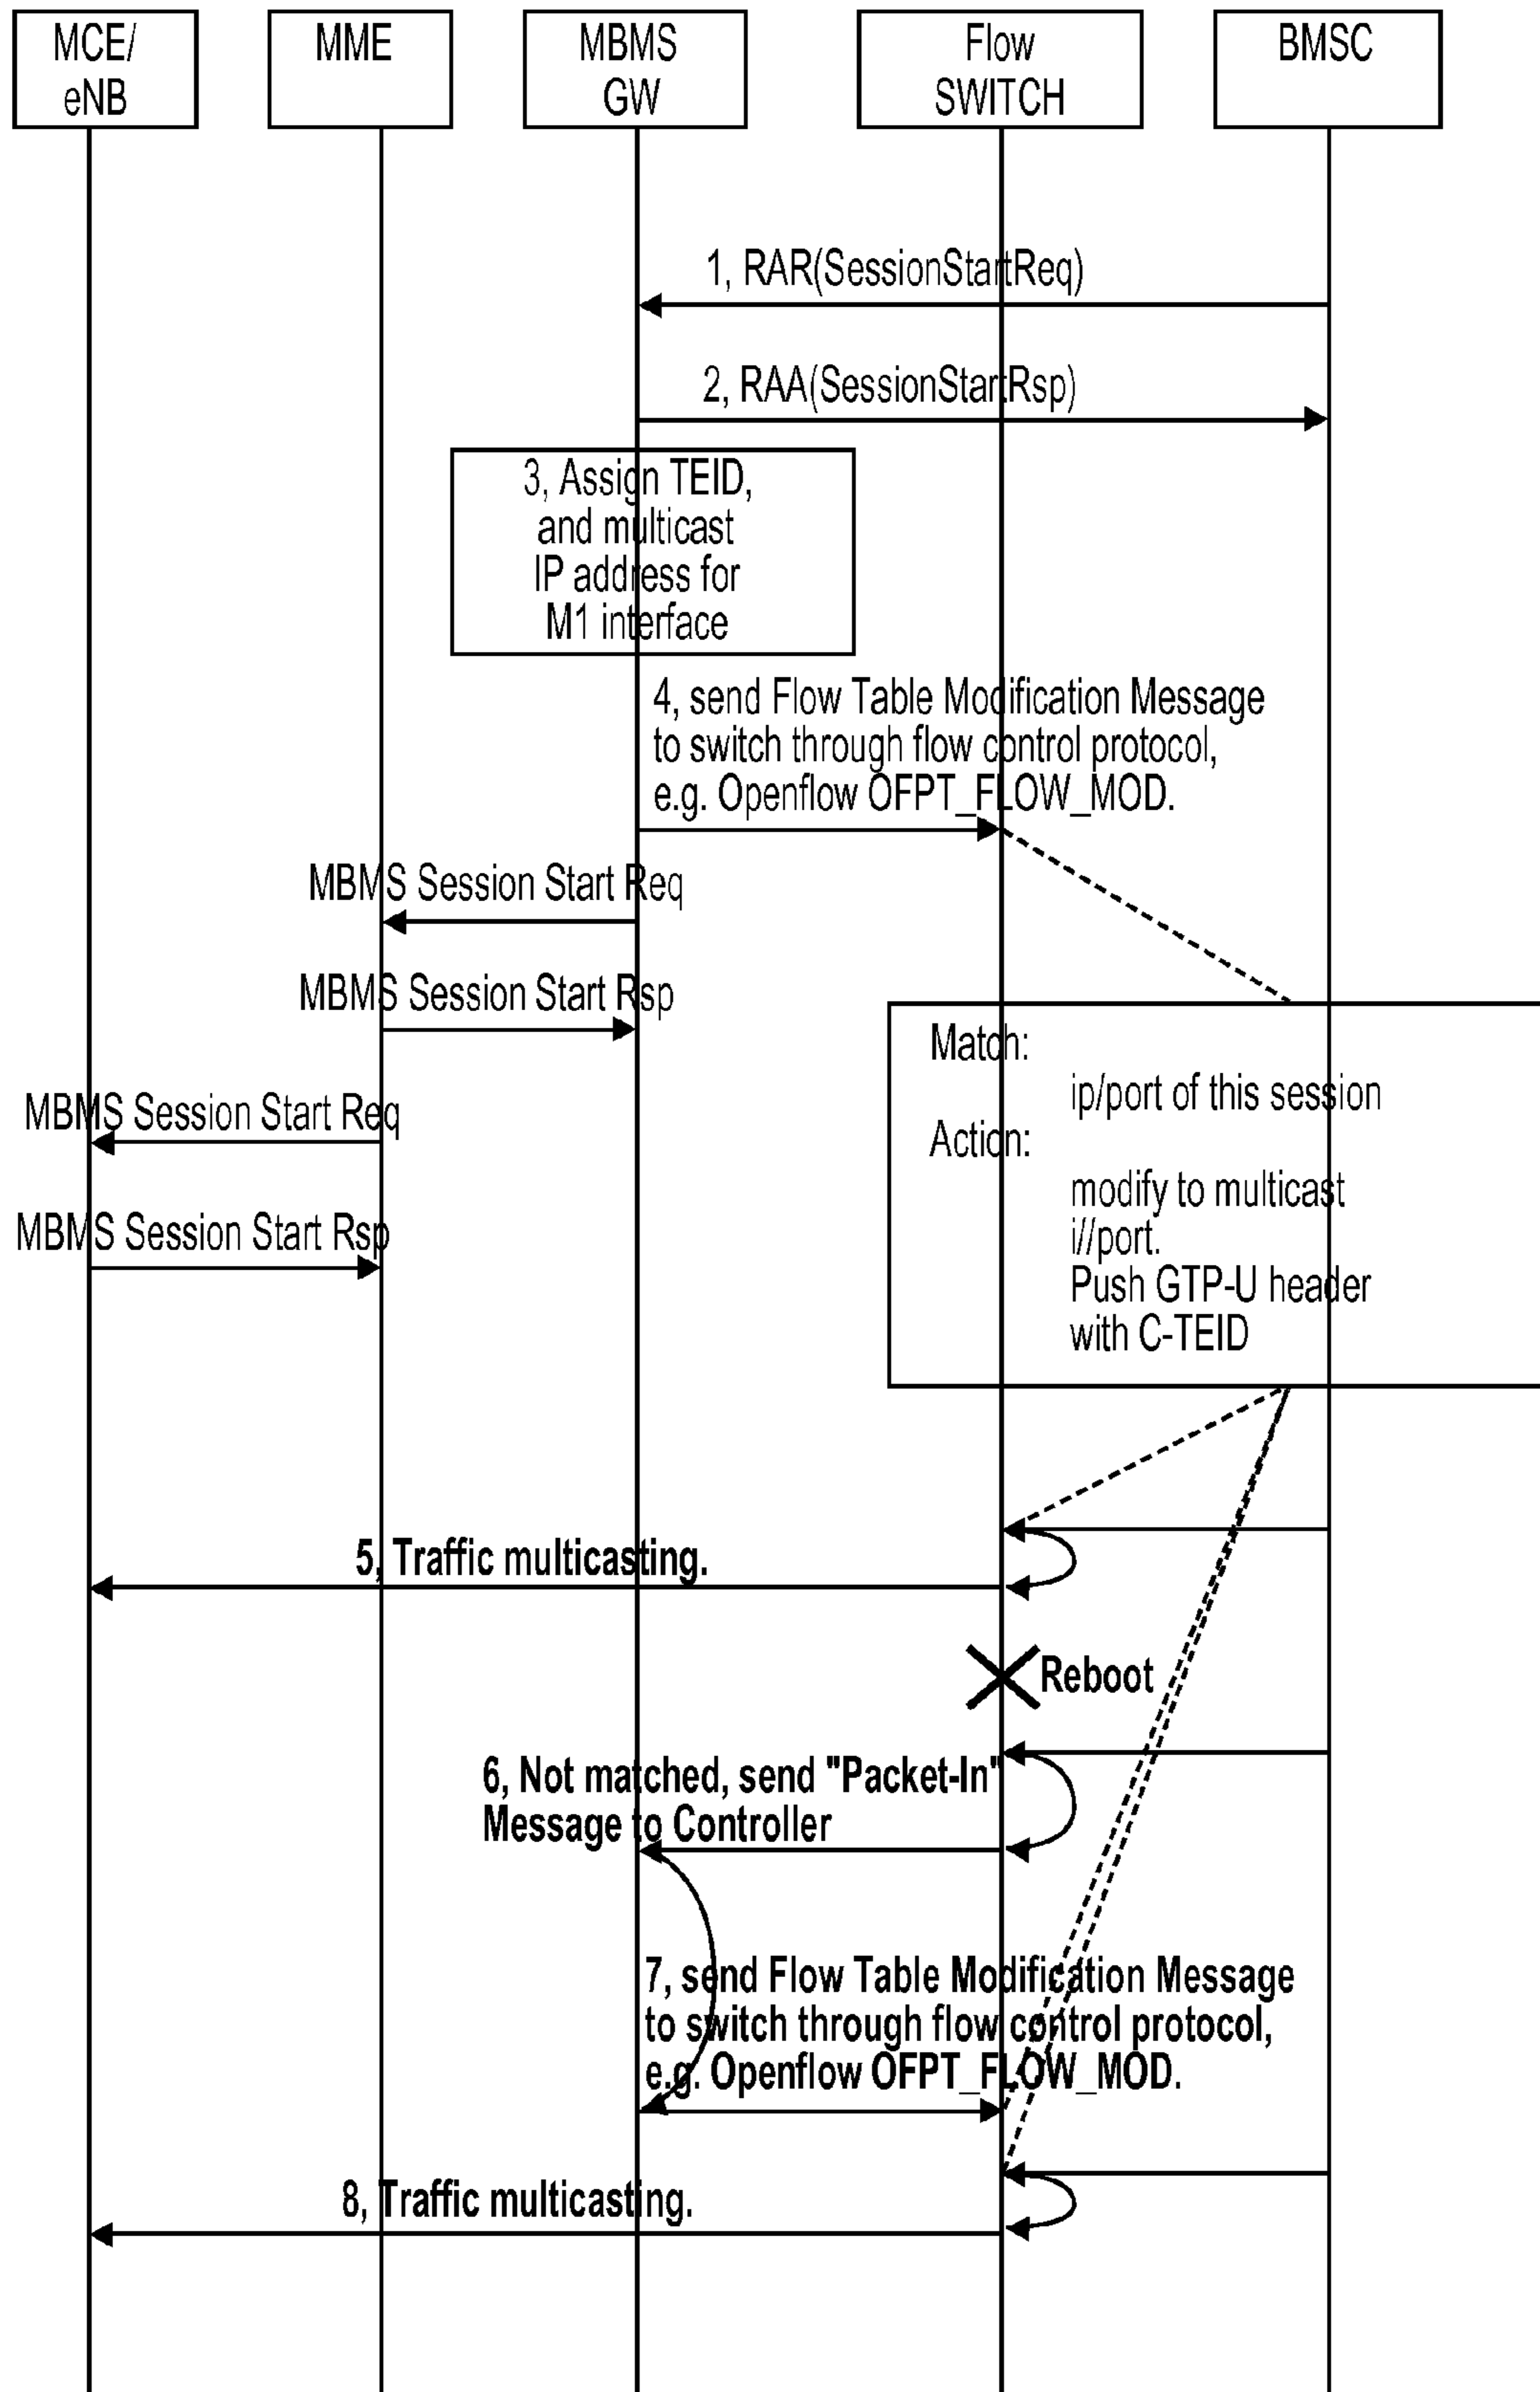 MCE/
eNB
MME
MBMS
GW
Flow
SWITCH
BMSC
1, RAR(SessionStartReq)
2, RAA(SessionStartRsp)
3, Assign TEID,
and multicast
IP address for
M1 interface
4, send Flow Table Modification Message
to switch through flow control protocol,
e.g. Openflow OFPT_FLOW_MOD.
MBMS Session Start Req
MBMS Session Start Rsp
Match:
ip/port of this session
Action:
modify to multicast
i//port.
Push GTP-U header
with C-TEID
MBMS Session Start Req
MBMS Session Start Rsp
5, Traffic multicasting.
Reboot
6, Not matched, send "Packet-In"
Message to Controller
7, send Flow Table Modification Message
to switch through flow control protocol,
e.g. Openflow OFPT_FLOW_MOD.
8, Traffic multicasting.